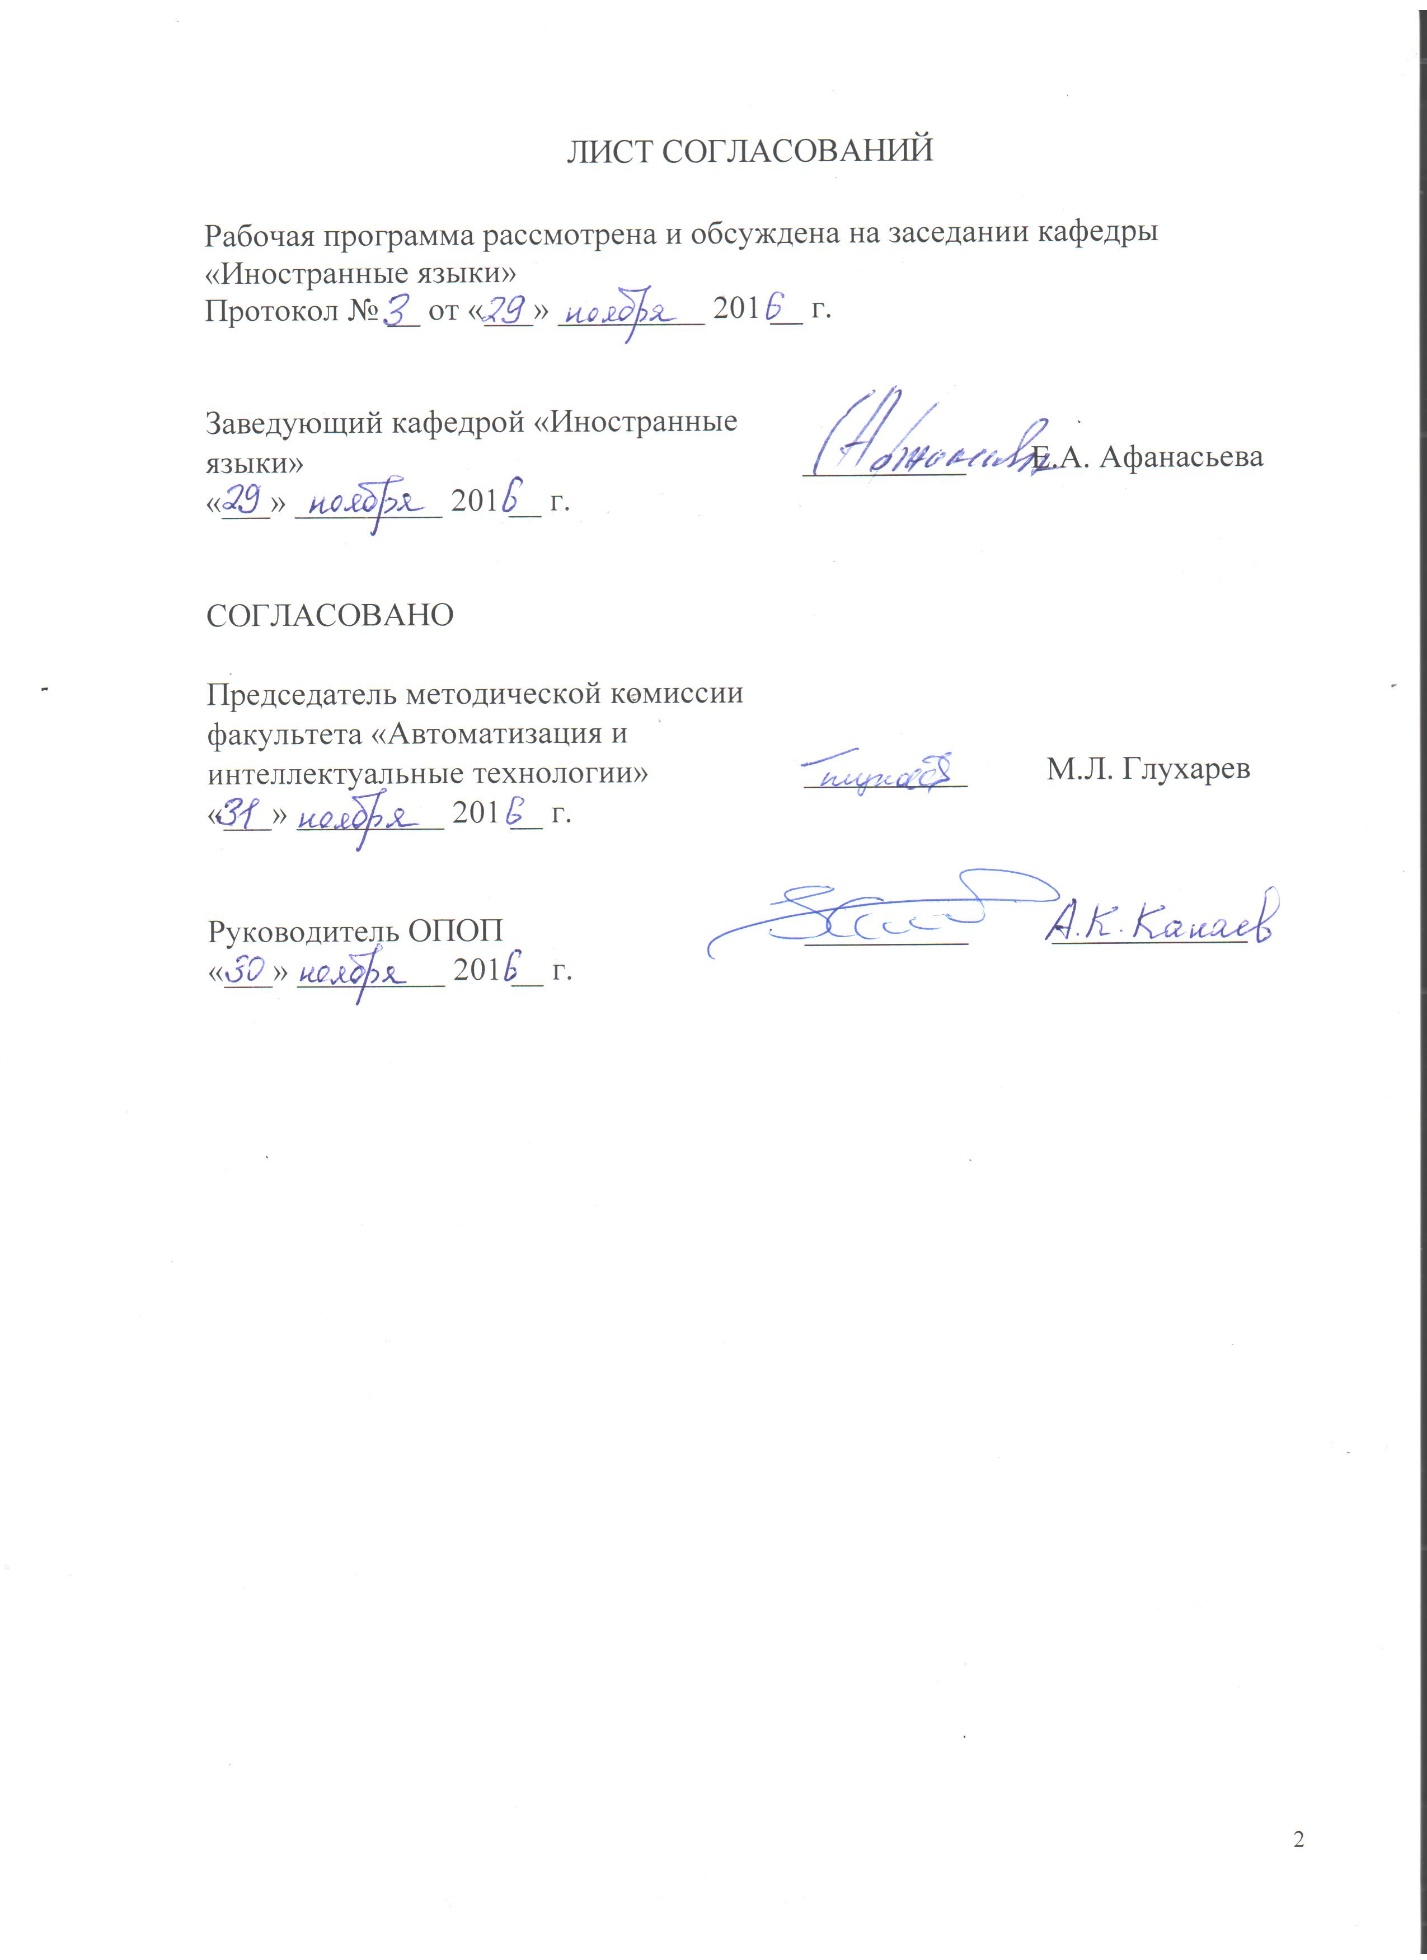 ЛИСТ СОГЛАСОВАНИЙ
Рабочая программа рассмотрена и обсуждена на заседании кафедры
«Иностранные языки»
Протокол № 3 от «29» ноября 2016 г.
Заведующий кафедрой «Иностранные
языки» Е.А. Афанасьева
«29» ноября 2016 г.
СОГЛАСОВАНО
Председатель методической комиссии
факультета «Автоматизация и
интеллектуальные технологии» М.Л. Глухарев
«31» ноября 2016 г.
Руководитель ОПОП А.К. Канаев
«30» ноября 2016 г.
2